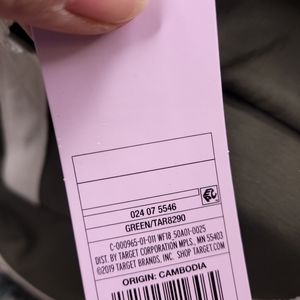 024 07 5546
GREEN/TAR8290
C-000965-01-011 WF18 50A01-0025
DIST. BY TARGET CORPORATION MPLS., MN 55403
©2019 TARGET BRANDS, INC. SHOP TARGET.COM
ORIGIN: CAMBODIA